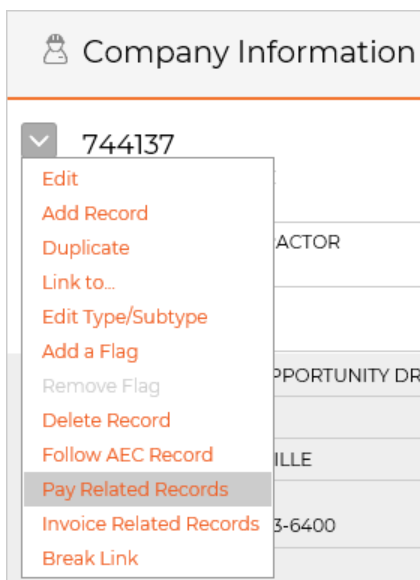 Company Information
744137
Edit
Add Record
Duplicate
ACTOR
Link to...
Edit Type/Subtype
Add a Flag
Remove Flag
PPORTUNITY DR
Delete Record
Follow AEC Record
ILLE
Pay Related Records
Invoice Related Records
3-6400
Break Link